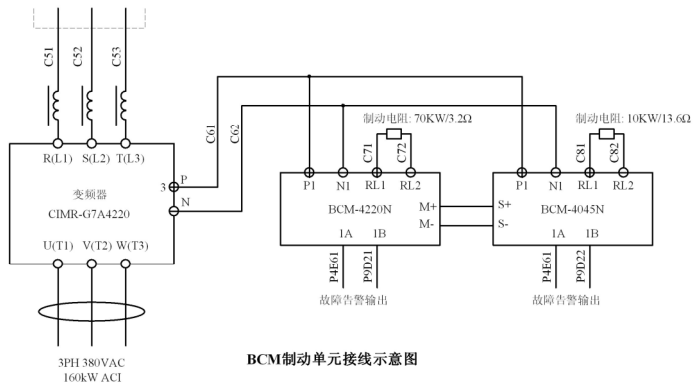 C51 C52 C53
R(L1) S(L2) T(L3)
变频器
CIMR-G7A4220
3 P
N
U(T1) V(T2) W(T3)
3PH 380VAC
160kW ACI
C61 C62
制动电阻: 70KW/3.2Ω
C71 C72
P1 N1 RL1 RL2
BCM-4220N
M+
M-
1A 1B
P4E61 P9D21
故障告警输出
制动电阻: 10KW/13.6Ω
C81 C82
P1 N1 RL1 RL2
S+
BCM-4045N
S-
1A 1B
P4E61 P9D22
故障告警输出
BCM制动单元接线示意图